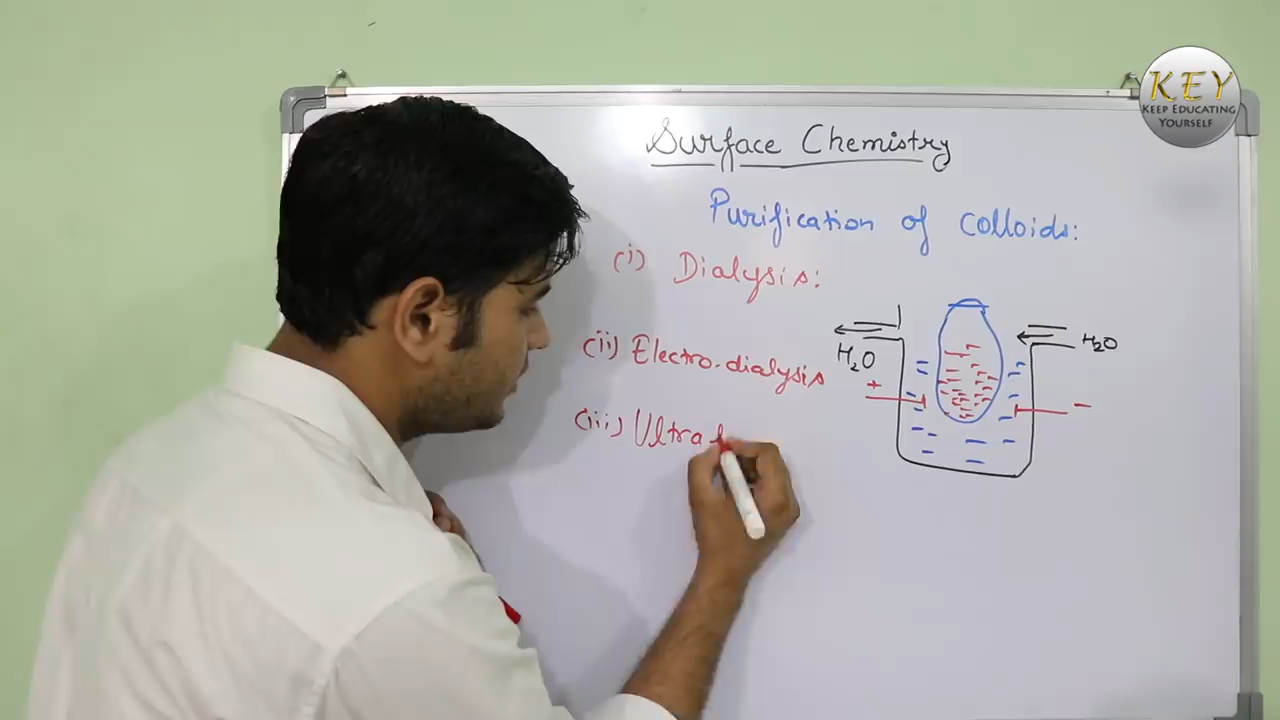 KEY
KEEP EDUCATING
YOURSELF
Surface Chemistry
Purification of Colloids:
(i) Dialysis:
(ii) Electro-dialysis
(iii) Ultra
H₂O
H₂O
+
−